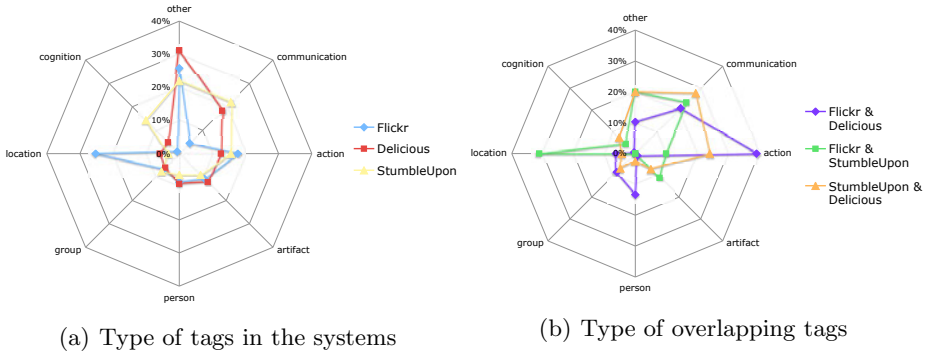 other
40%
30%
20%
10%
0%
communication
action
artifact
person
group
location
cognition
Flickr
Delicious
StumbleUpon
(a) Type of tags in the systems
other
40%
30%
20%
10%
0%
communication
action
artifact
person
group
location
cognition
Flickr &
Delicious
Flickr &
StumbleUpon
StumbleUpon &
Delicious
(b) Type of overlapping tags